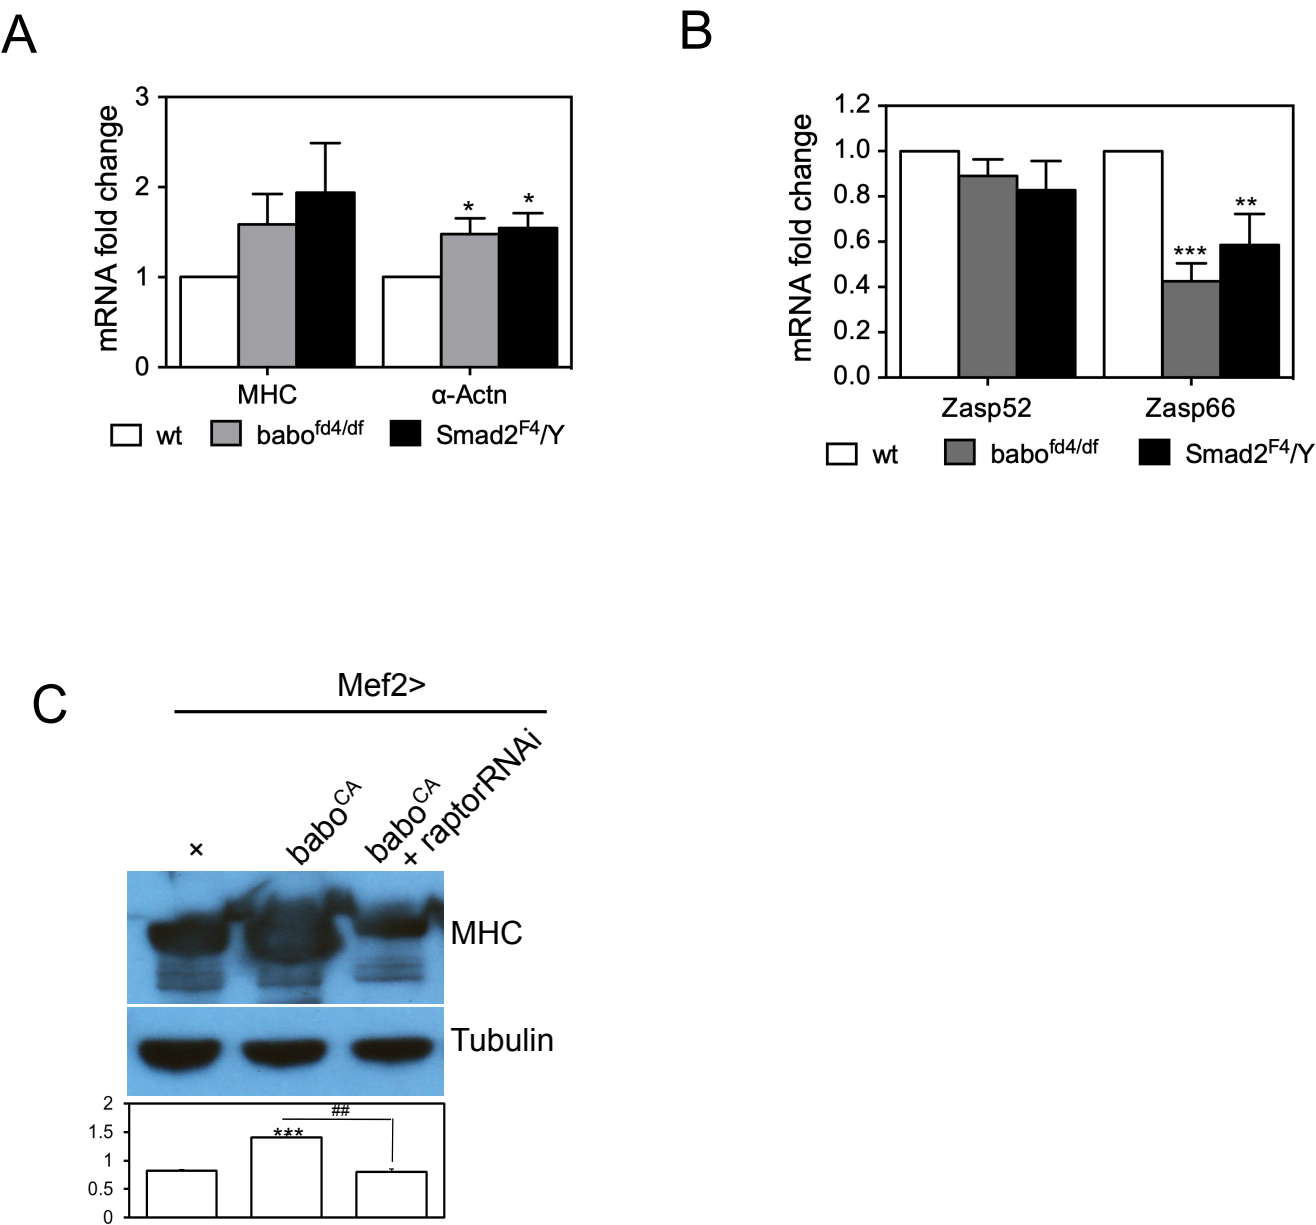 A
mRNA fold change
3
2
1
0
*
*
MHC
α-Actn
wt
babofd4/df
Smad2F4/Y
B
mRNA fold change
1.2
1.0
0.8
0.6
0.4
0.2
0.0
***
**
Zasp52
Zasp66
wt
babofd4/df
Smad2F4/Y
C
Mef2>
+
baboCA
baboCA
+ raptorRNAi
MHC
Tubulin
2
1.5
1
0.5
0
***
##